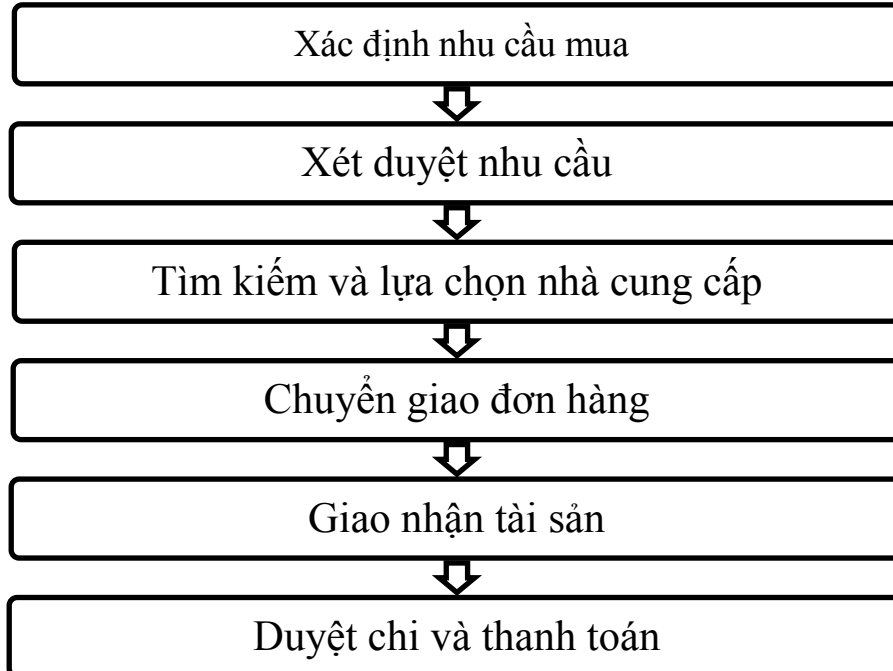 Xác định nhu cầu mua
Xét duyệt nhu cầu
Tìm kiếm và lựa chọn nhà cung cấp
Chuyển giao đơn hàng
Giao nhận tài sản
Duyệt chi và thanh toán